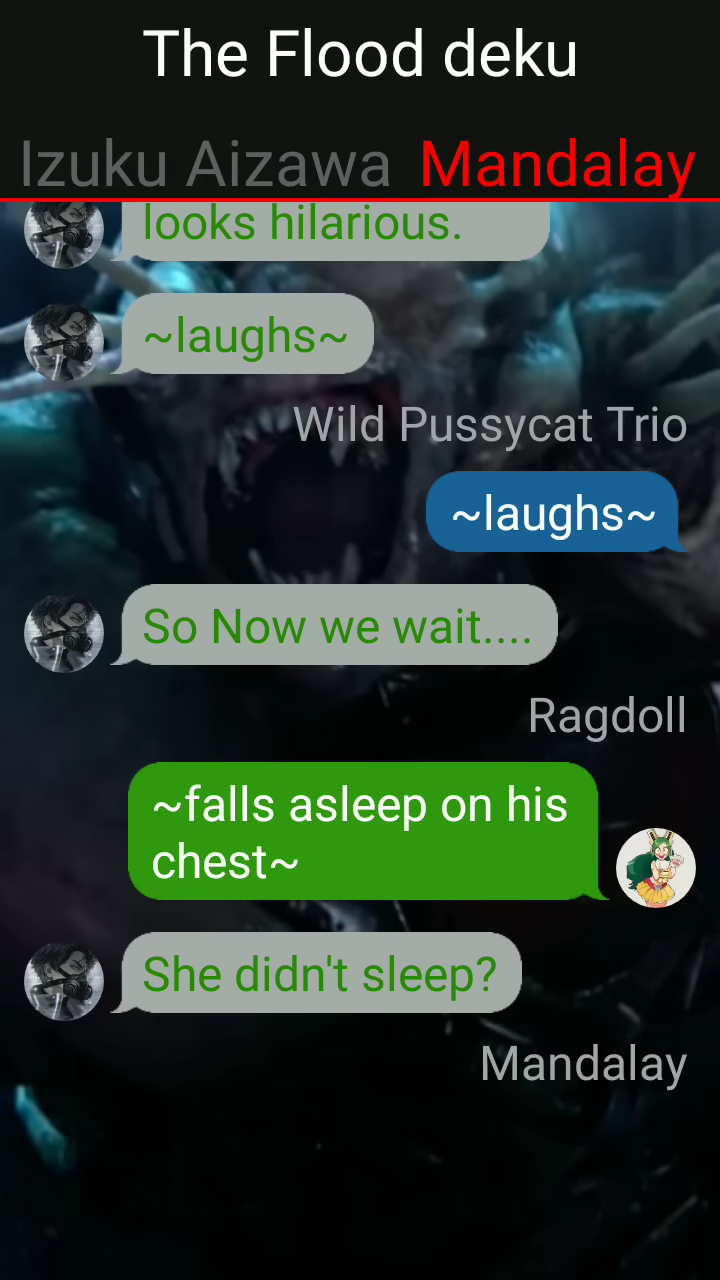 The Flood deku
Izuku Aizawa Mandalay
looks hilarious.
~laughs~
Wild Pussycat Trio
~laughs~
So Now we wait....
Ragdoll
~falls asleep on his
chest~
She didn't sleep?
Mandalay